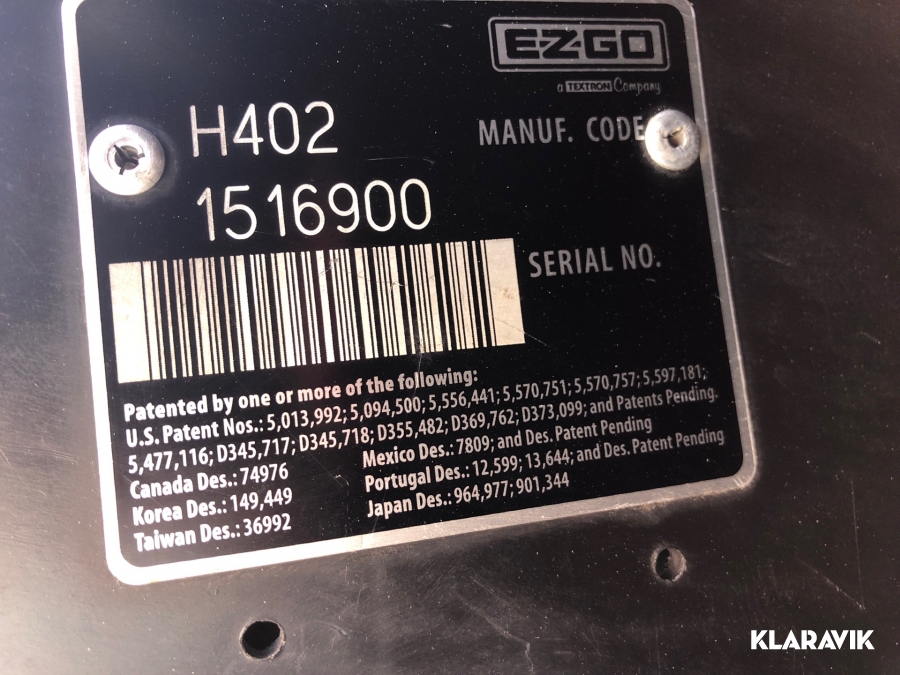 EZGO
a TEXTRON Company
H402 MANUF. CODE
1516900
SERIAL NO.
Patented by one or more of the following:
U.S. Patent Nos.: 5,013,992; 5,094,500; 5,556,441; 5,570,751; 5,570,757; 5,597,181;
5,477,116; D345,717; D345,718; D355,482; D369,762; D373,099; and Patents Pending.
Canada Des.: 74976 Mexico Des.: 7809; and Des. Patent Pending
Korea Des.: 149,449 Portugal Des.: 12,599; 13,644; and Des. Patent Pending
Taiwan Des.: 36992 Japan Des.: 964,977; 901,344
KLARAVIK